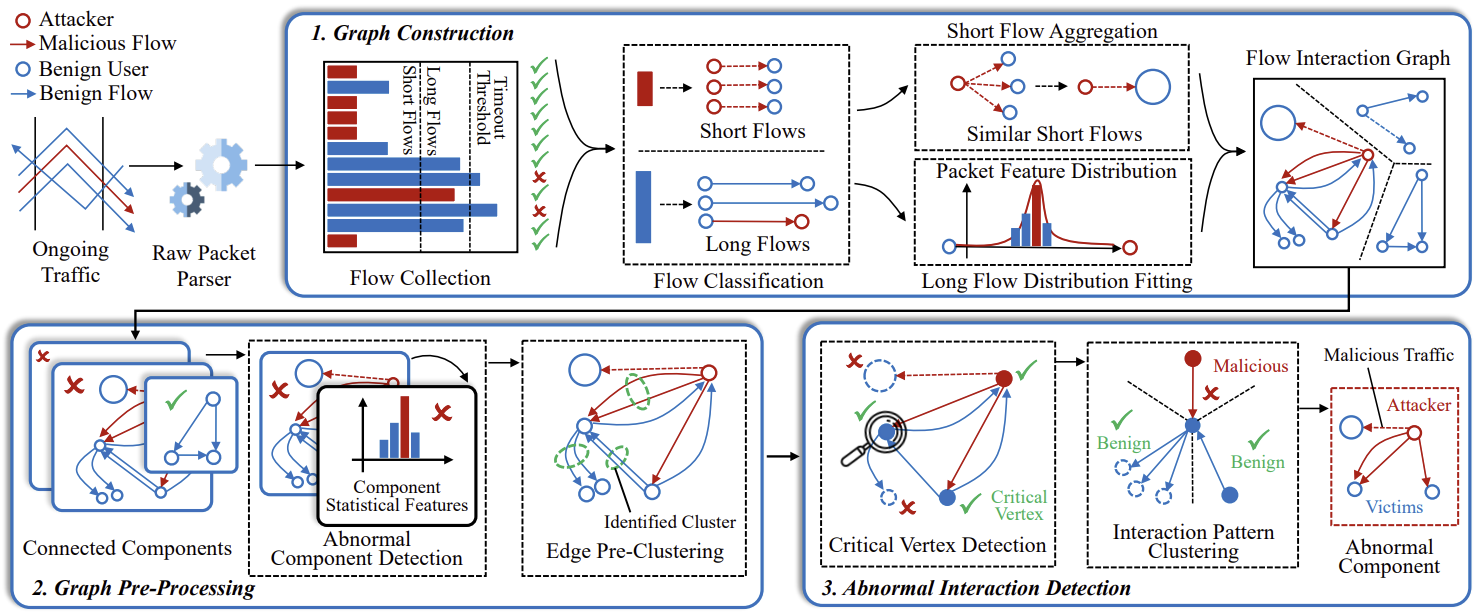 Attacker
Malicious Flow
Benign User
Benign Flow
Ongoing
Traffic
Raw Packet
Parser
1. Graph Construction
Short Flows
Long Flows
Timeout
Threshold
Flow Collection
Short Flows
Long Flows
Flow Classification
Short Flow Aggregation
Similar Short Flows
Packet Feature Distribution
Long Flow Distribution Fitting
Flow Interaction Graph
Connected Components
Component
Statistical Features
Abnormal
Component Detection
Identified Cluster
Edge Pre-Clustering
2. Graph Pre-Processing
Critical
Vertex
Critical Vertex Detection
Malicious
Benign
Benign
Interaction Pattern
Clustering
Malicious Traffic
Attacker
Victims
Abnormal
Component
3. Abnormal Interaction Detection